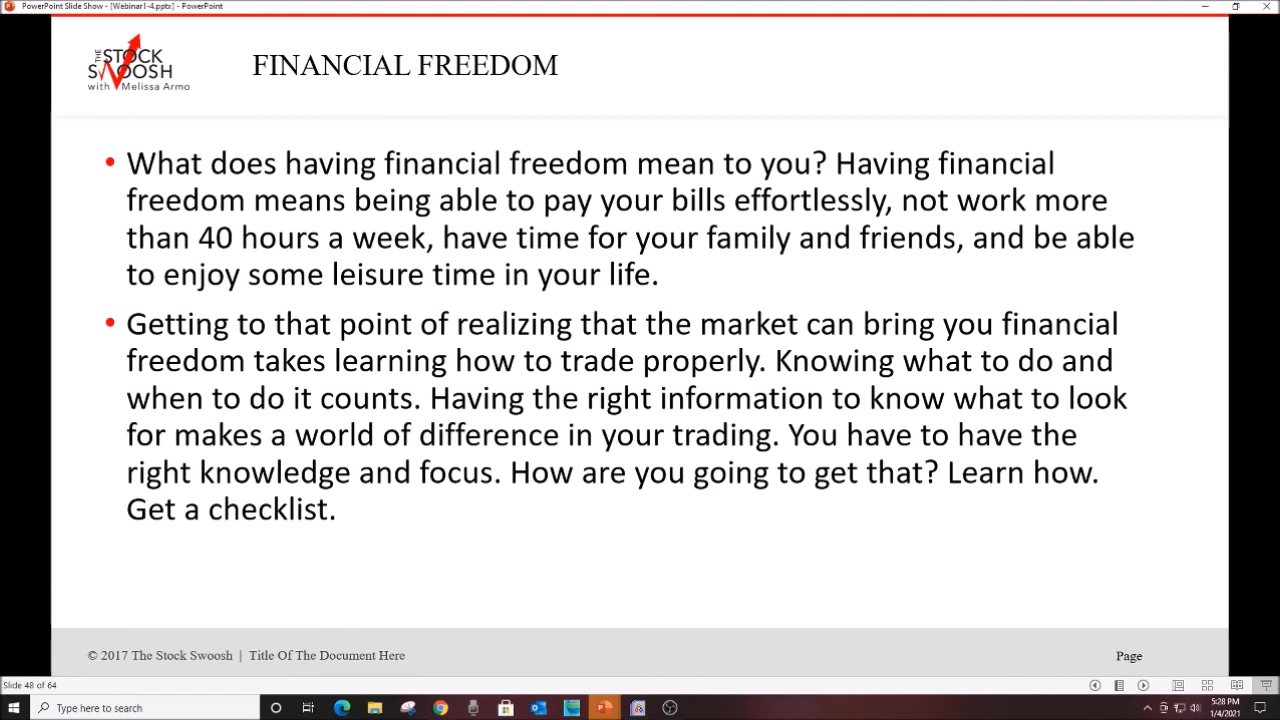 PowerPoint Slide Show - [Webinar1-4.pptx] - PowerPoint
THE STOCK SWOOSH
with Melissa Armo
FINANCIAL FREEDOM
• What does having financial freedom mean to you? Having financial
freedom means being able to pay your bills effortlessly, not work more
than 40 hours a week, have time for your family and friends, and be able
to enjoy some leisure time in your life.
• Getting to that point of realizing that the market can bring you financial
freedom takes learning how to trade properly. Knowing what to do and
when to do it counts. Having the right information to know what to look
for makes a world of difference in your trading. You have to have the
right knowledge and focus. How are you going to get that? Learn how.
Get a checklist.
© 2017 The Stock Swoosh | Title Of The Document Here
Page
Slide 48 of 64
Type here to search
5:28 PM
1/4/2021